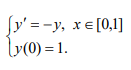 y′ = −y, x ∈ [0,1]
y(0) = 1.